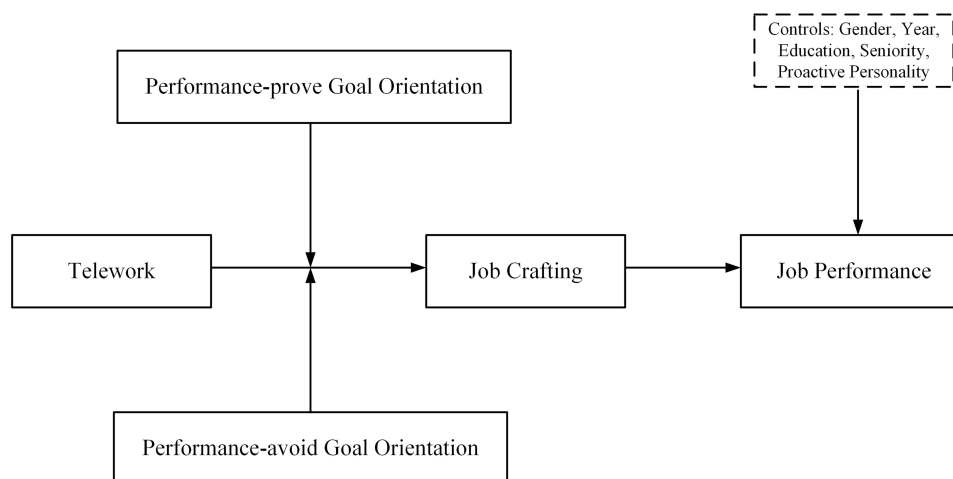 Controls: Gender, Year,
Education, Seniority,
Proactive Personality
Performance-prove Goal Orientation
Telework
Job Crafting
Job Performance
Performance-avoid Goal Orientation